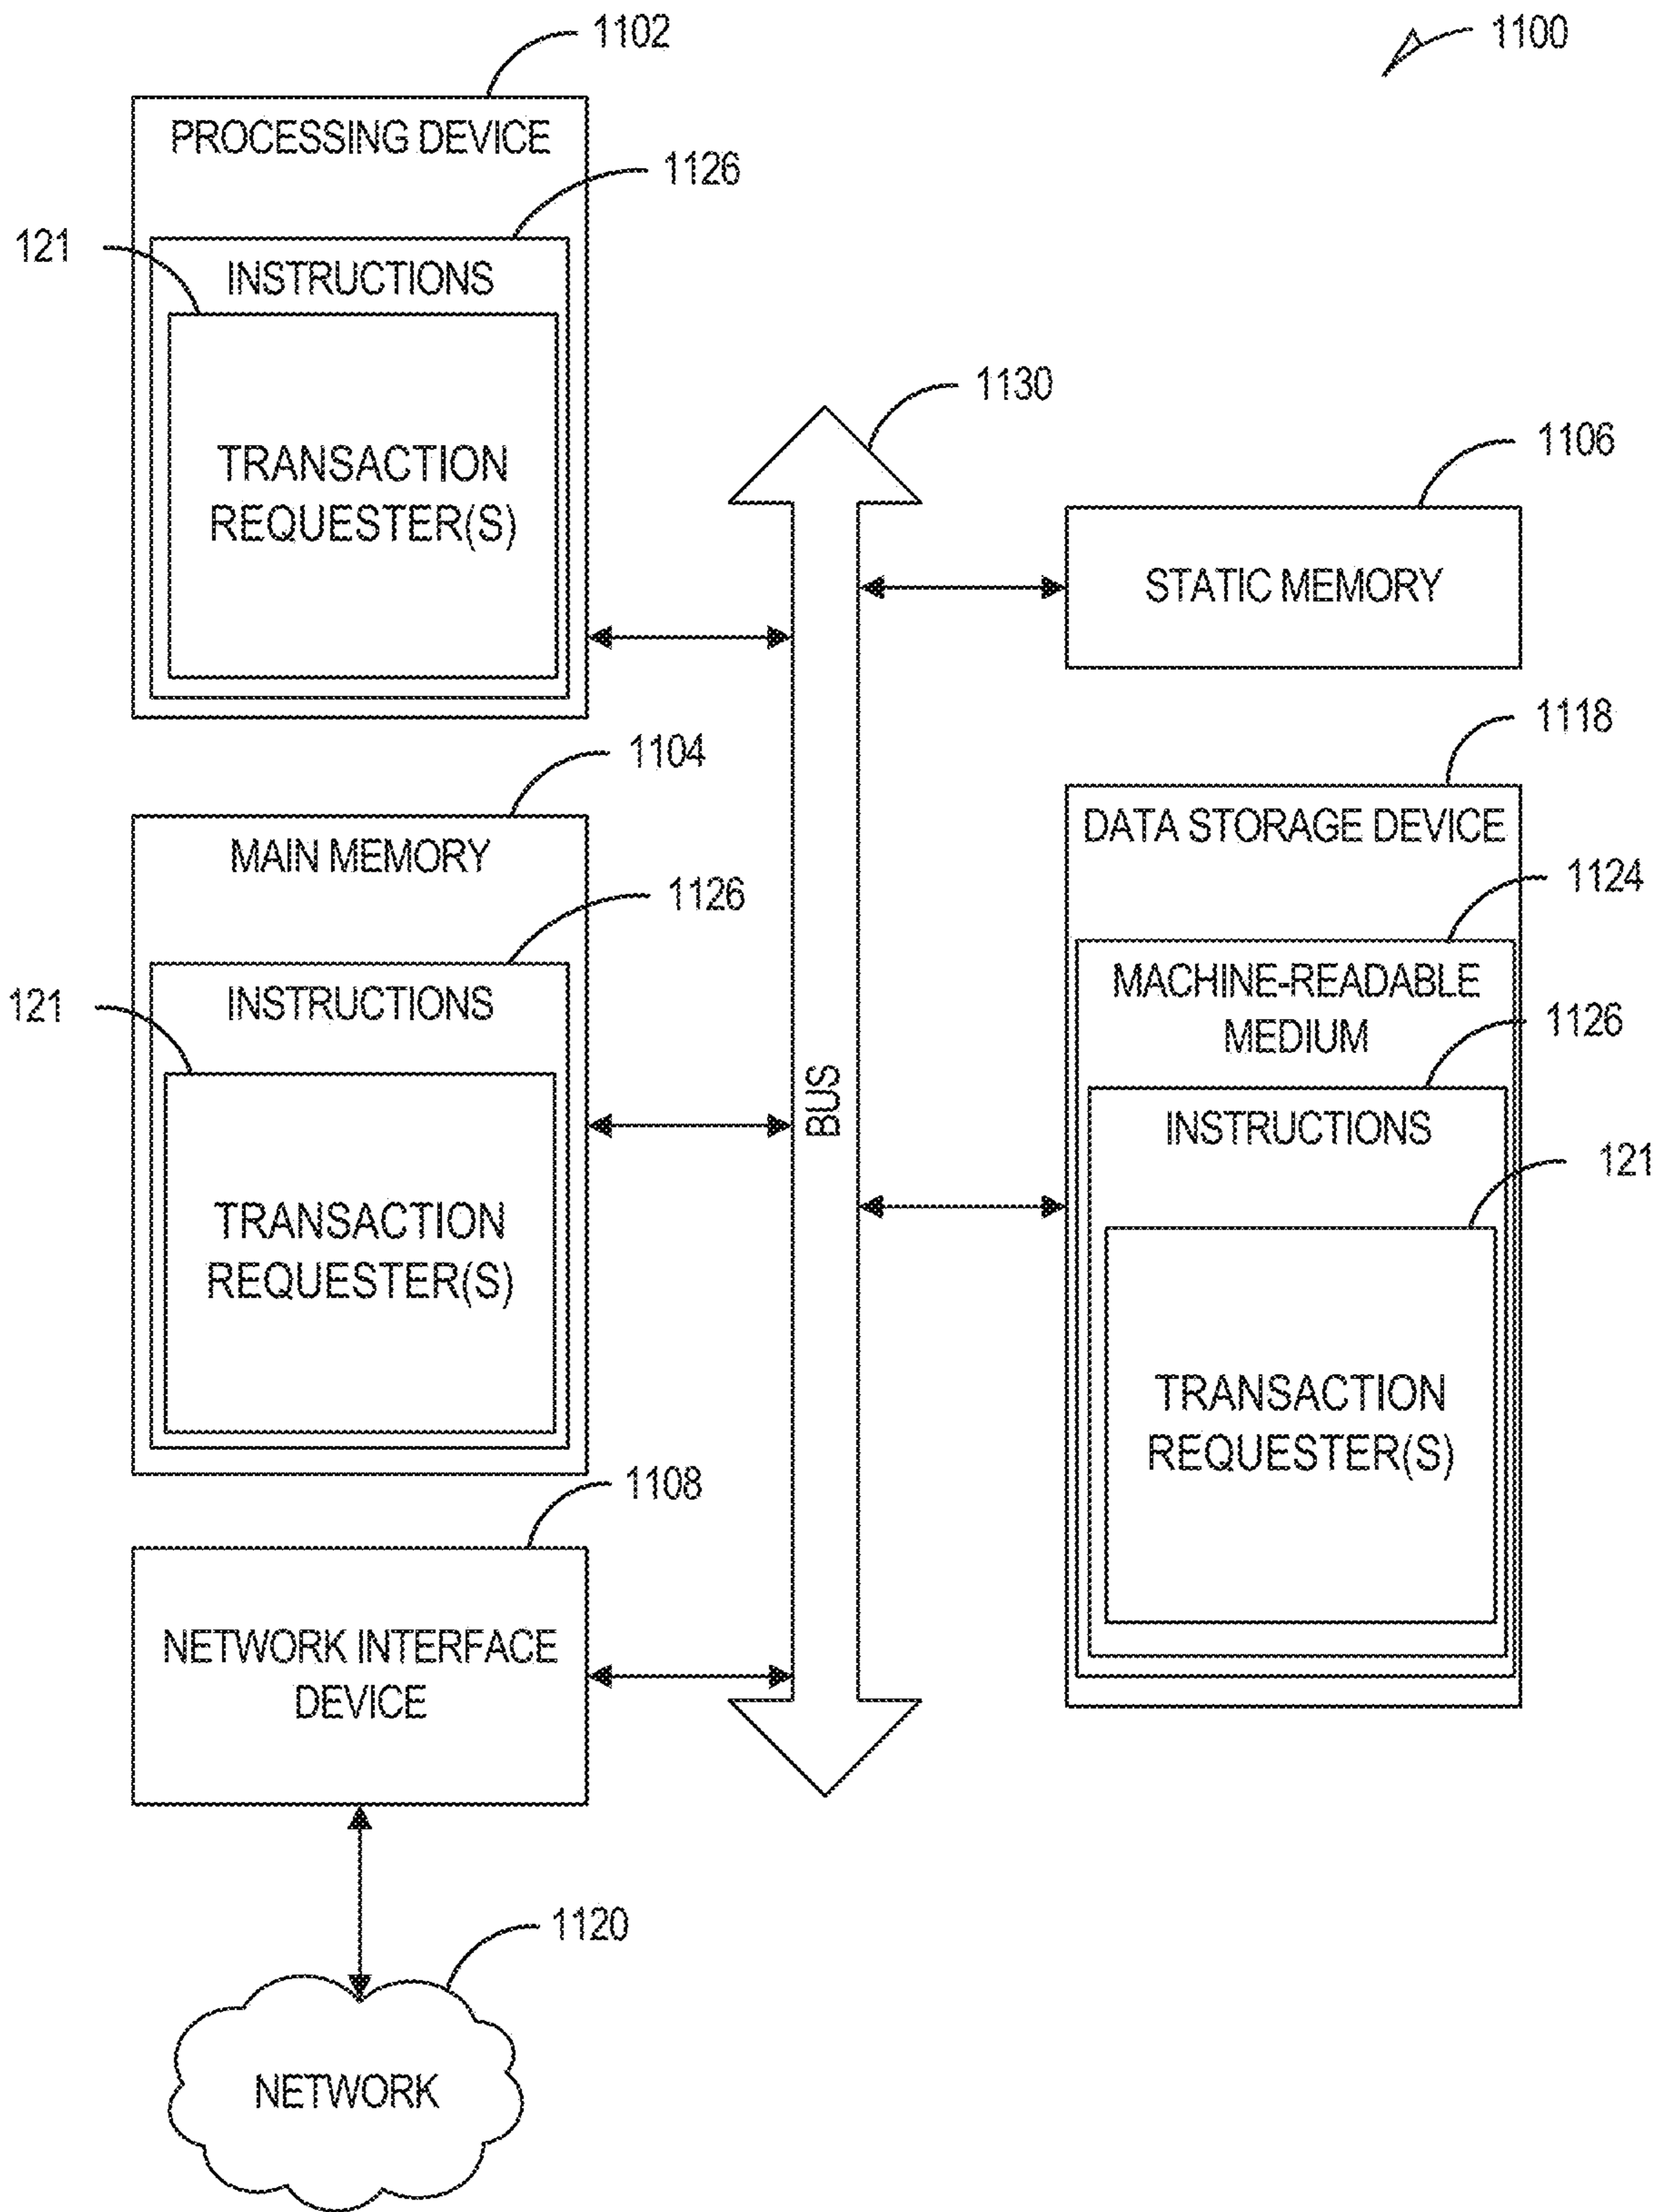 1102
1100
PROCESSING DEVICE
1126
121
INSTRUCTIONS
TRANSACTION
REQUESTER(S)
1130
1106
STATIC MEMORY
1104
MAIN MEMORY
1126
121
INSTRUCTIONS
TRANSACTION
REQUESTER(S)
BUS
1118
DATA STORAGE DEVICE
1124
MACHINE-READABLE
MEDIUM
1126
INSTRUCTIONS
121
TRANSACTION
REQUESTER(S)
1108
NETWORK INTERFACE
DEVICE
1120
NETWORK